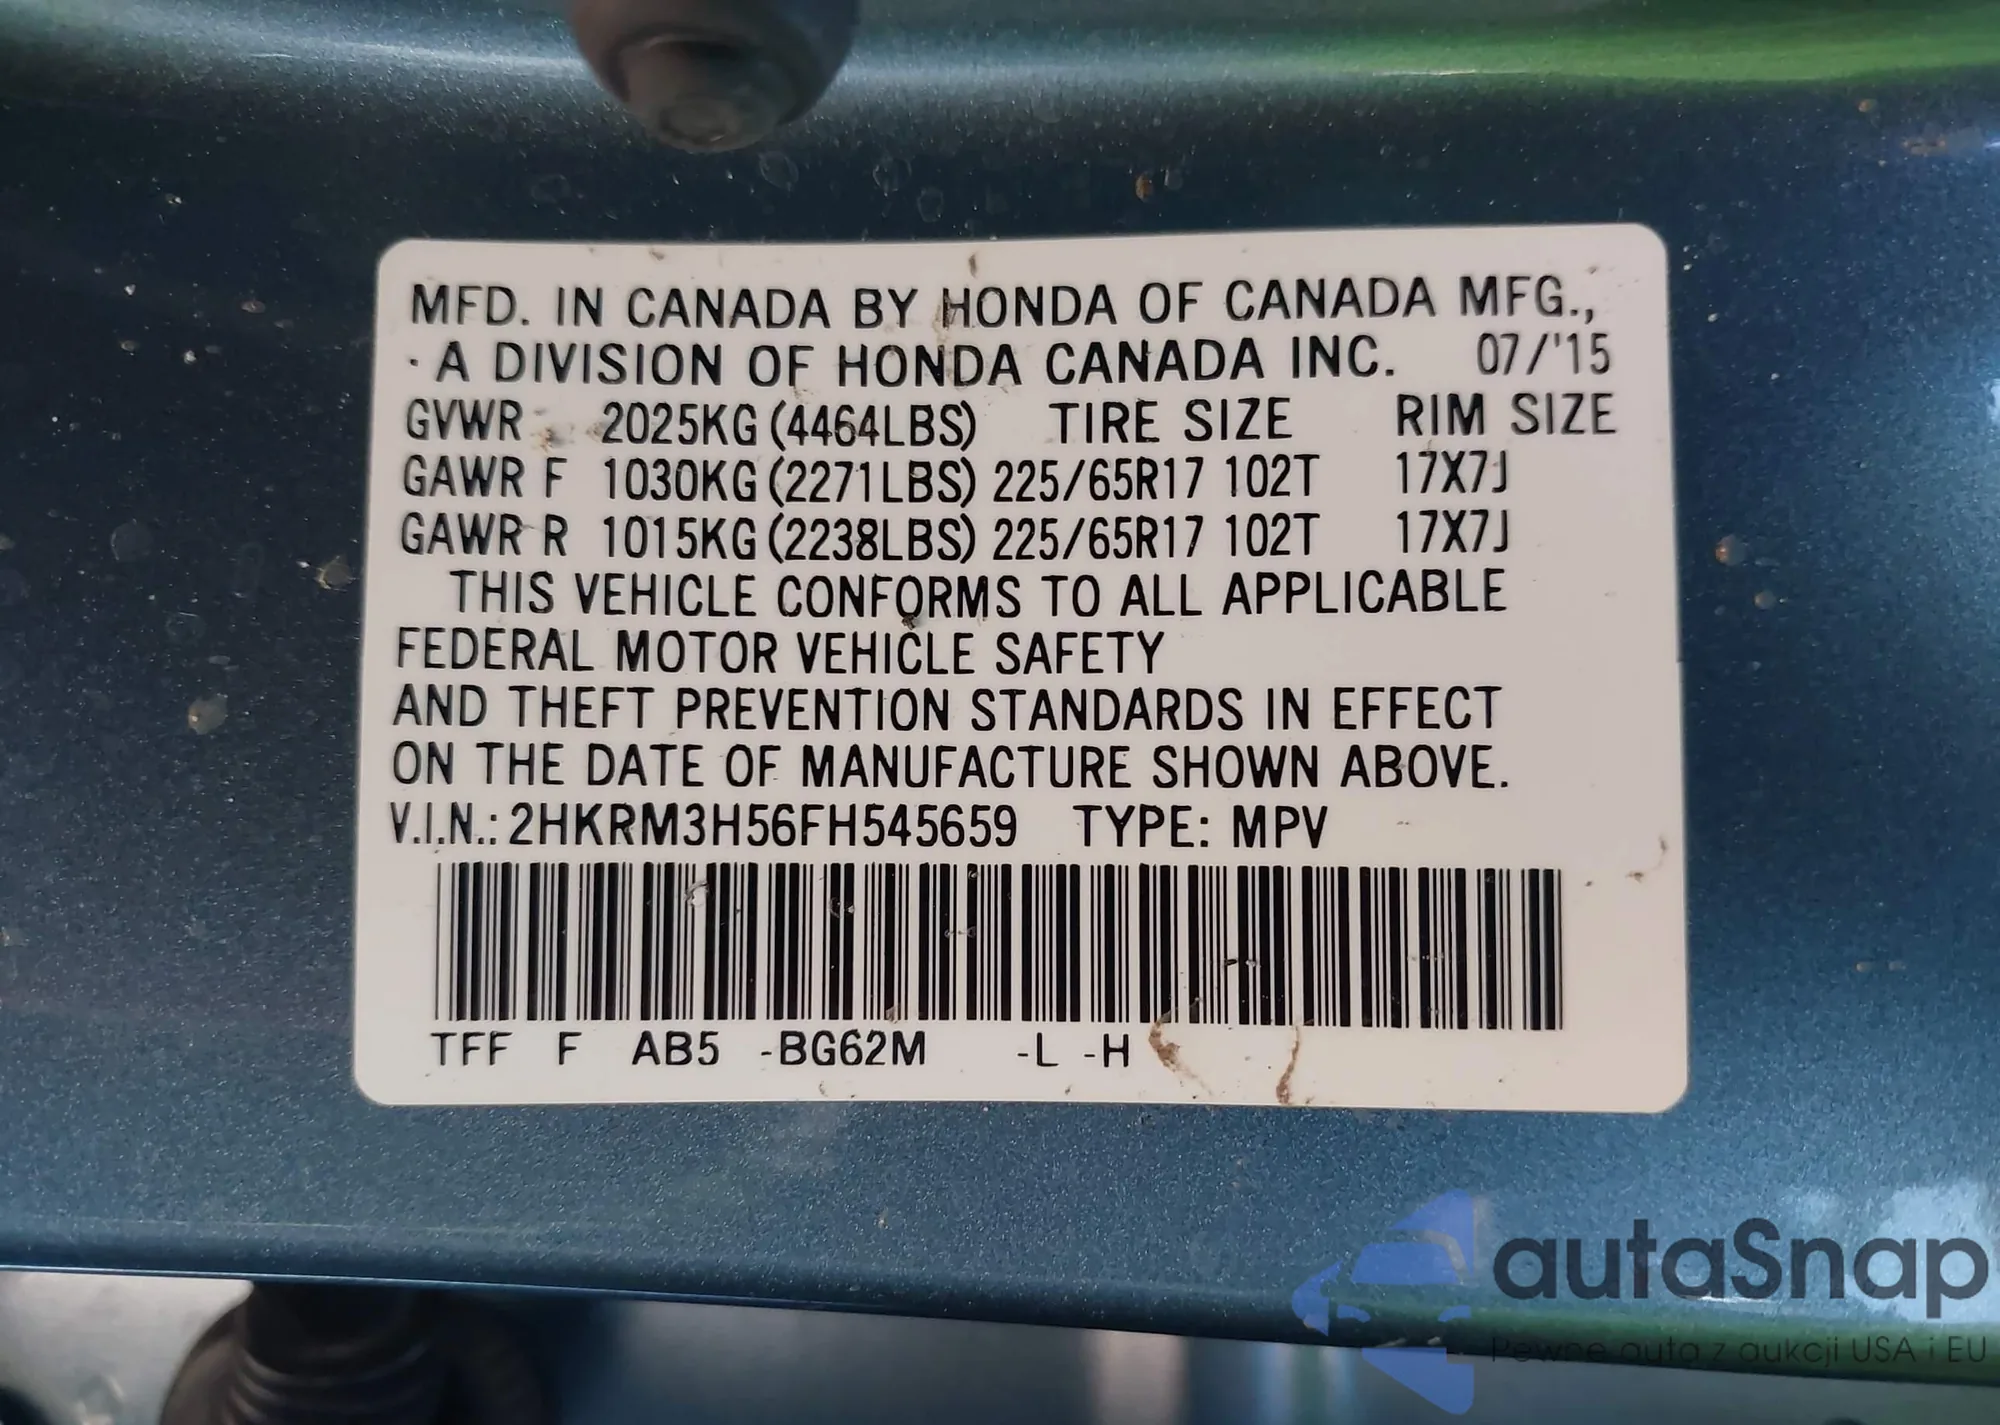 MFD. IN CANADA BY HONDA OF CANADA MFG.,
· A DIVISION OF HONDA CANADA INC. 07/'15
GVWR 2025KG (4464LBS) TIRE SIZE RIM SIZE
GAWR F 1030KG (2271LBS) 225/65R17 102T 17X7J
GAWR R 1015KG (2238LBS) 225/65R17 102T 17X7J
THIS VEHICLE CONFORMS TO ALL APPLICABLE
FEDERAL MOTOR VEHICLE SAFETY
AND THEFT PREVENTION STANDARDS IN EFFECT
ON THE DATE OF MANUFACTURE SHOWN ABOVE.
V.I.N.: 2HKRM3H56FH545659 TYPE: MPV
TFF F AB5 -BG62M -L -H
autaSnap
Pewne auta z aukcji USA i EU